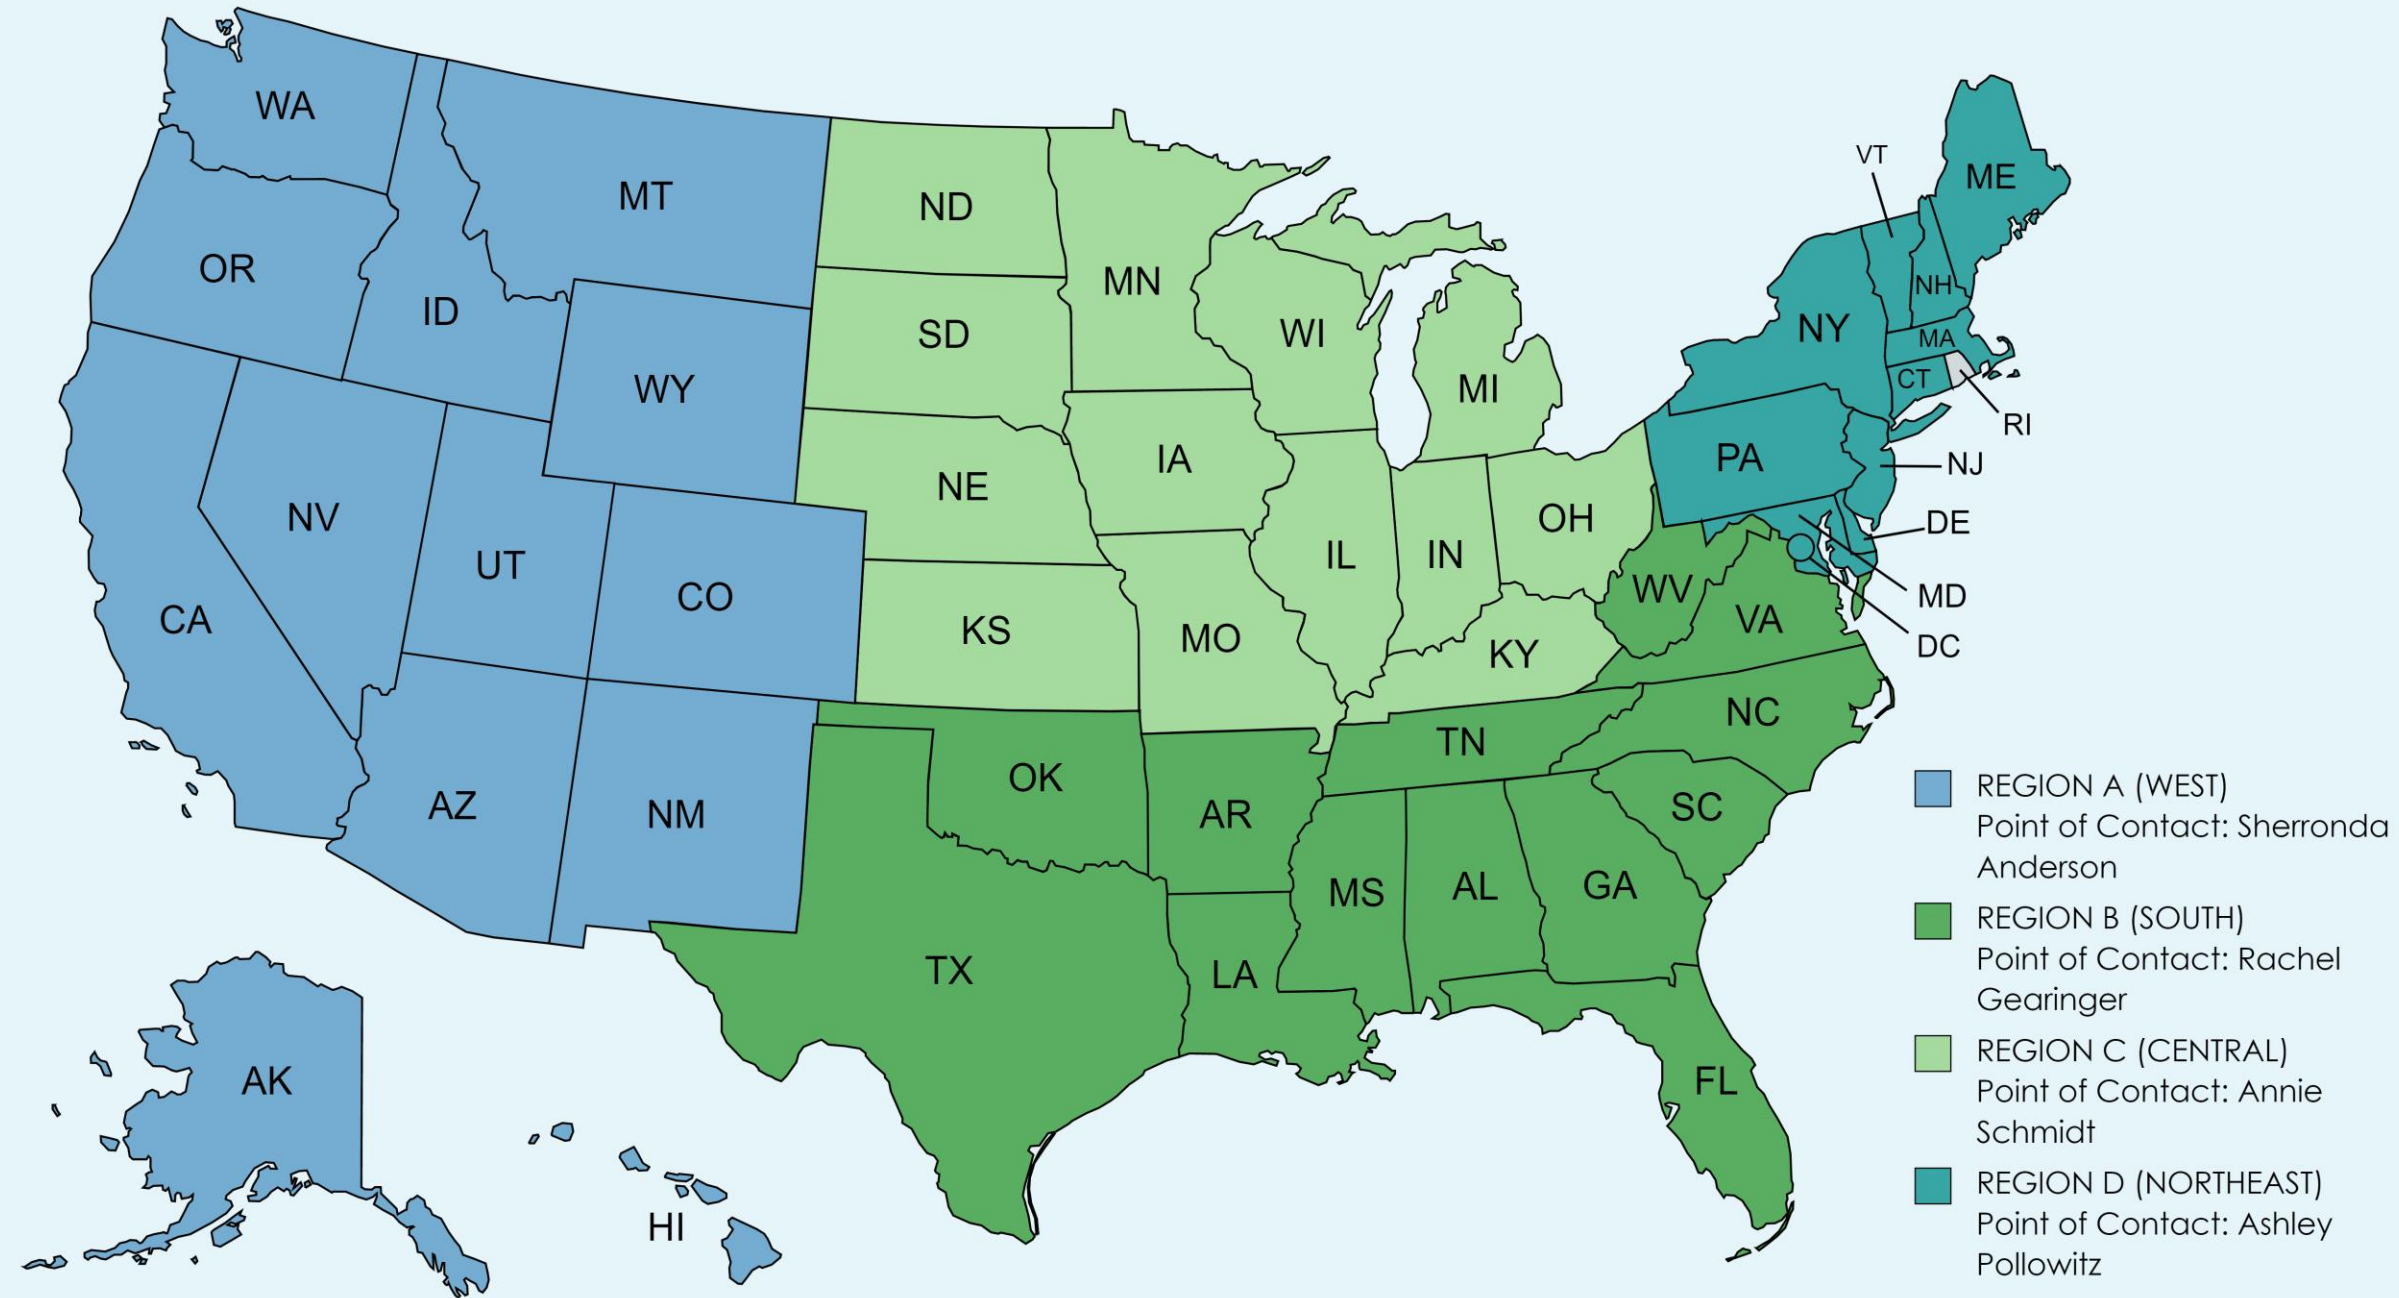 WA
MT
ND
MN
OR
ID
SD
WI
WY
MI
VT
ME
NH
NY
MA
CT
RI
PA
NJ
NE
IA
DE
NV
UT
CO
OH
IL
IN
WV
MD
CA
KS
MO
KY
VA
DC
AZ
NM
OK
AR
TN
NC
SC
MS
AL
GA
TX
LA
FL
AK
HI
REGION A (WEST)
Point of Contact: Sherronda
Anderson
REGION B (SOUTH)
Point of Contact: Rachel
Gearinger
REGION C (CENTRAL)
Point of Contact: Annie
Schmidt
REGION D (NORTHEAST)
Point of Contact: Ashley
Pollowitz